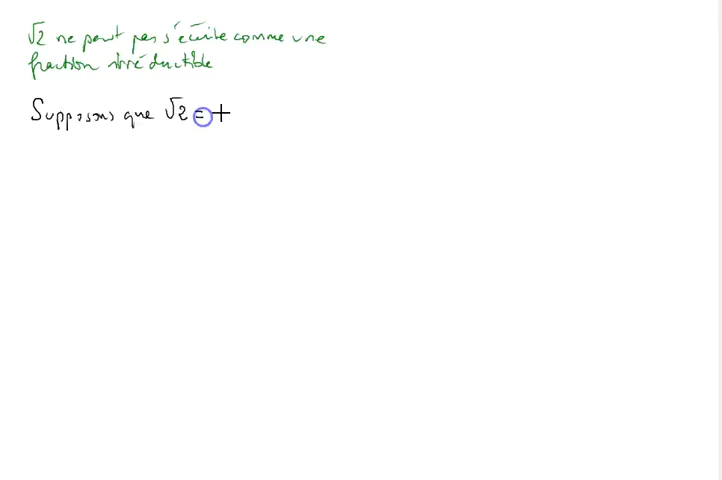 √2 ne peut pas s'écrire comme une
fraction irréductible
Supposons que √2 = +